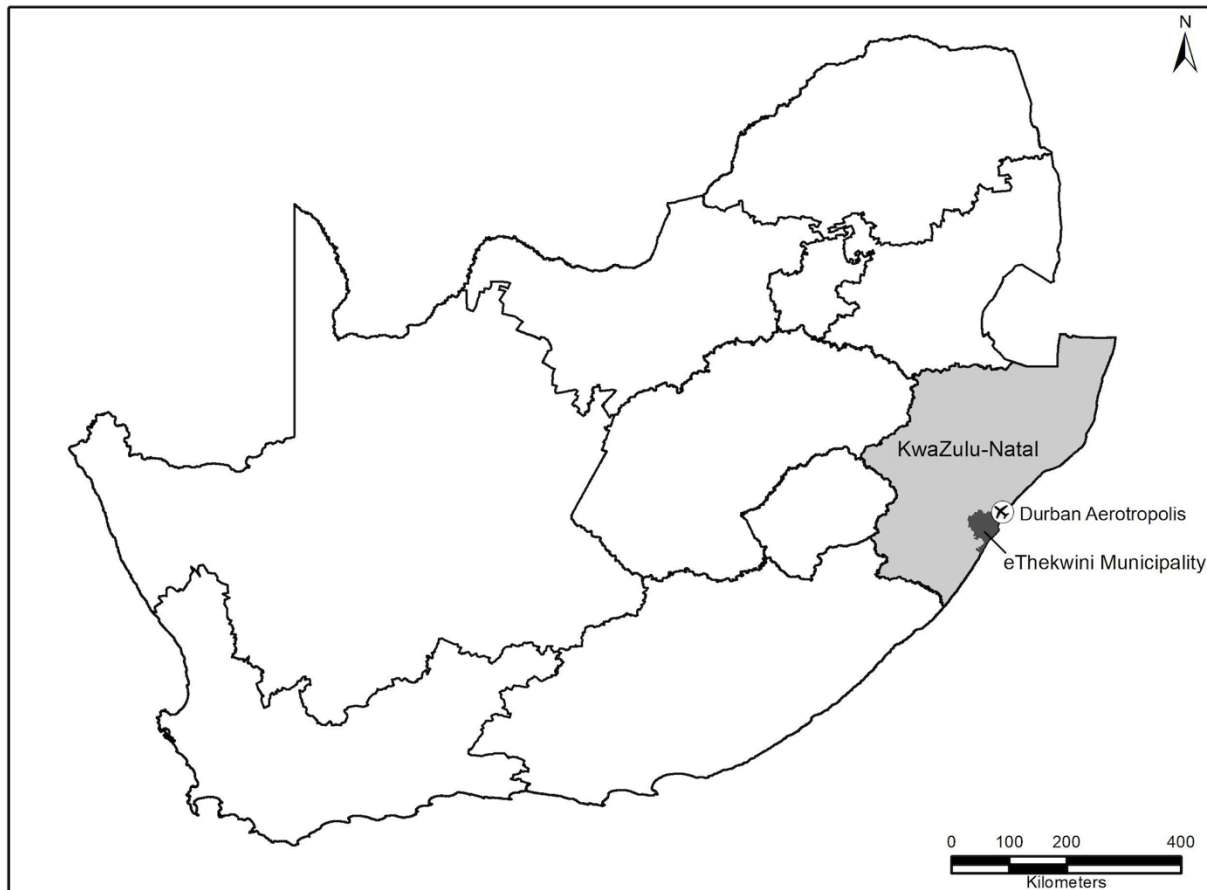 N
KwaZulu-Natal
Durban Aerotropolis
eThekwini Municipality
0 100 200 400
Kilometers